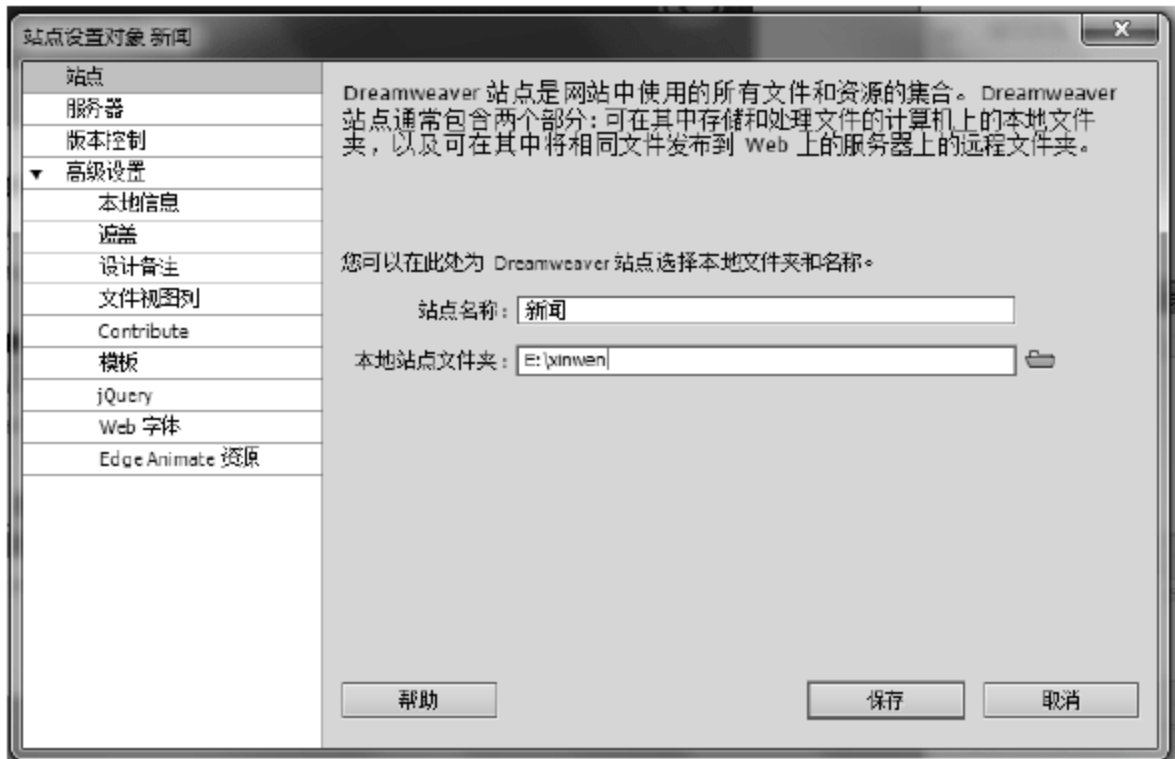 站点设置对象 新闻
X
站点
服务器
版本控制
高级设置
本地信息
遮盖
设计备注
文件视图列
Contribute
模板
jQuery
Web 字体
Edge Animate 资源
Dreamweaver 站点是网站中使用的所有文件和资源的集合。Dreamweaver
站点通常包含两个部分:可在其中存储和处理文件的计算机上的本地文件
夹,以及可在其中将相同文件发布到 Web 上的服务器上的远程文件夹。
您可以在此处为 Dreamweaver 站点选择本地文件夹和名称。
站点名称: 新闻
本地站点文件夹: E:\xinwen
帮助
保存
取消